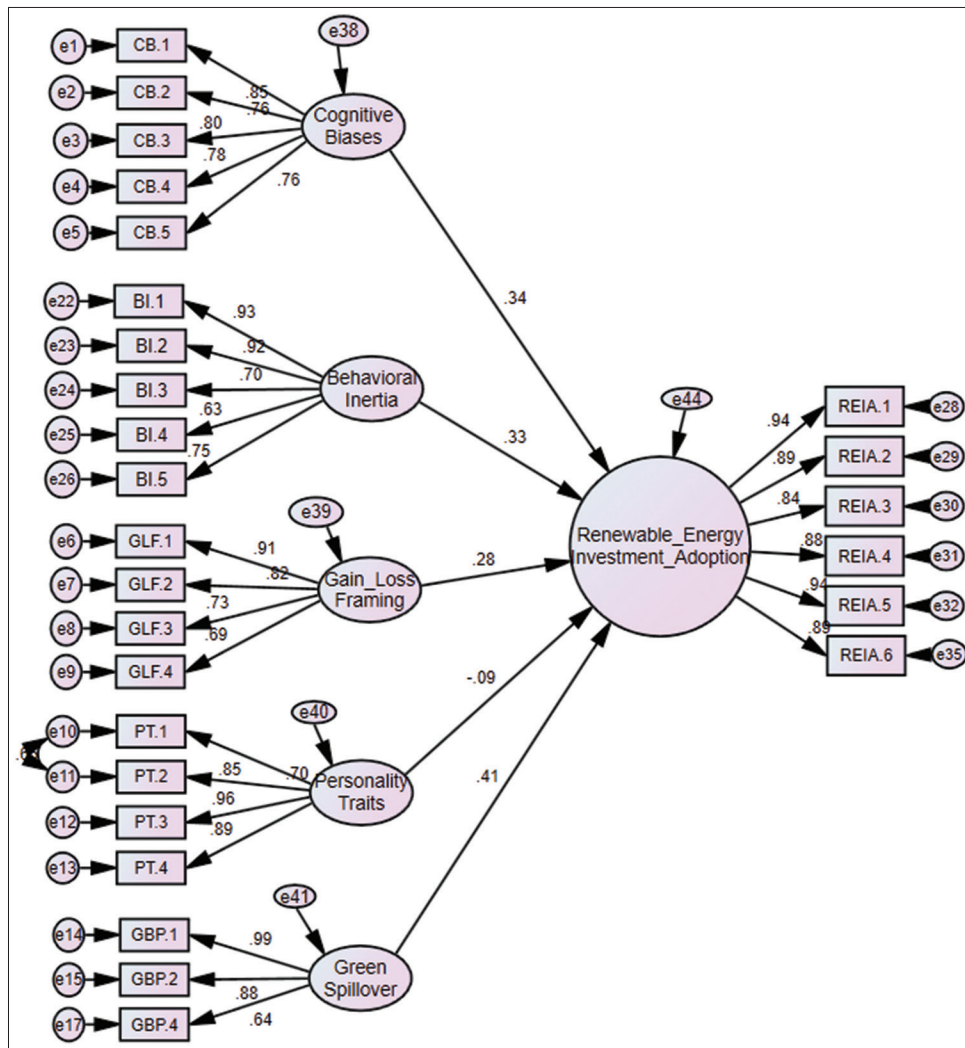 e38
e1
CB.1
e2
CB.2
.85
.76
Cognitive
Biases
e3
CB.3
.80
e4
CB.4
.78
e5
CB.5
.76
.34
e22
BI.1
.93
e23
BI.2
.92
e24
BI.3
.70
Behavioral
Inertia
e25
BI.4
.63
e26
BI.5
.75
.33
e44
REIA.1
e28
.94
REIA.2
e29
.89
REIA.3
e30
.84
REIA.4
e31
.88
REIA.5
e32
.94
REIA.6
e35
.89
Renewable_Energy
Investment_Adoption
e39
e6
GLF.1
.91
e7
GLF.2
.82
e8
GLF.3
.73
e9
GLF.4
.69
Gain_Loss
Framing
.28
e40
e10
PT.1
.70
e11
PT.2
.85
e12
PT.3
.96
e13
PT.4
.89
Personality
Traits
-.09
e41
e14
GBP.1
.99
e15
GBP.2
.88
e17
GBP.4
.64
Green
Spillover
.41